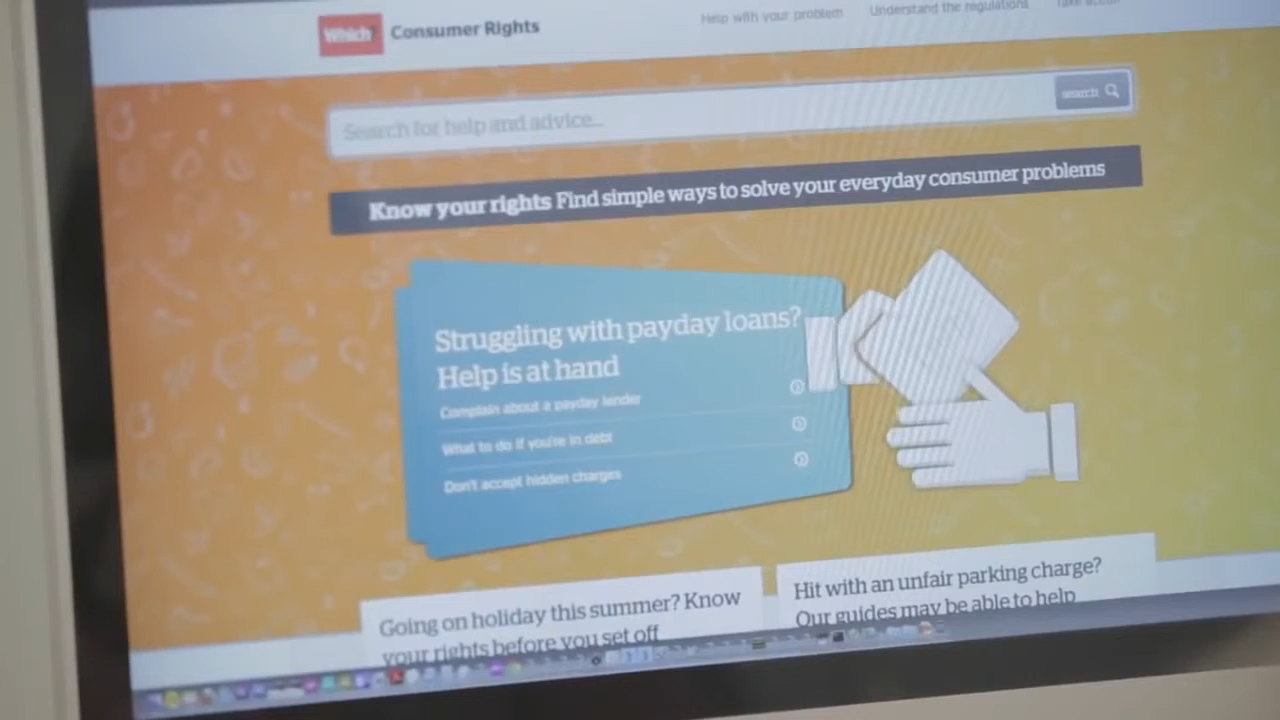 Which? Consumer Rights
Help with your problem Understand the regulations Take action
Search for help and advice...
search
Know your rights Find simple ways to solve your everyday consumer problems
Struggling with payday loans?
Help is at hand
Complain about a payday lender
What to do if you're in debt
Don't accept hidden charges
Going on holiday this summer? Know
your rights before you set off
Hit with an unfair parking charge?
Our guides may be able to help